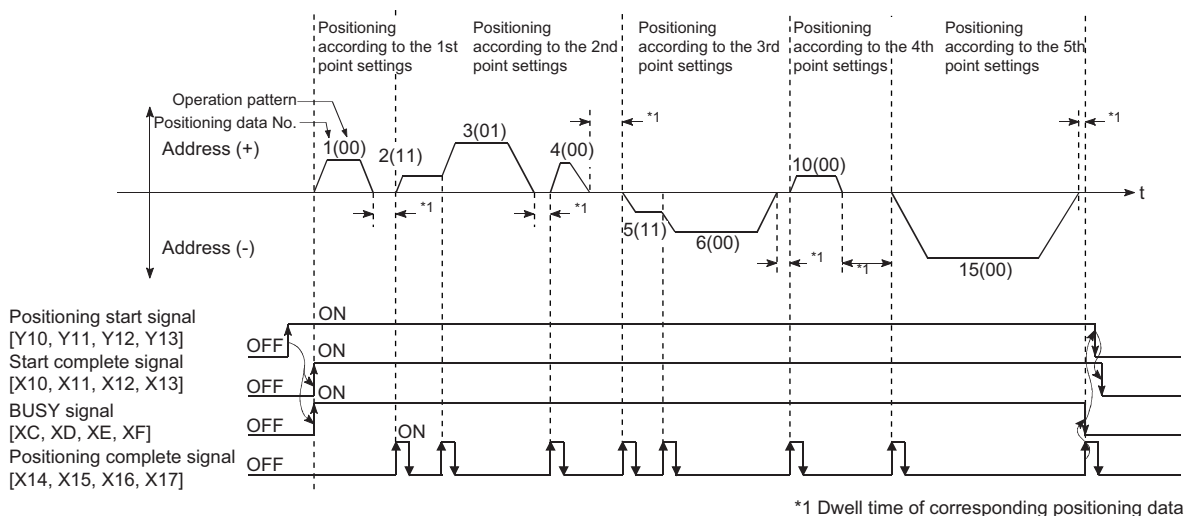 Positioning
according to the 1st
point settings
Positioning
according to the 2nd
point settings
Positioning
according to the 3rd
point settings
Positioning
according to the 4th
point settings
Positioning
according to the 5th
point settings
Operation pattern
Positioning data No.
Address (+)
Address (-)
1(00)
2(11)
3(01)
4(00)
5(11)
6(00)
10(00)
15(00)
*1
*1
*1
*1
*1
*1
t
Positioning start signal
[Y10, Y11, Y12, Y13]
OFF
ON
Start complete signal
[X10, X11, X12, X13]
OFF
ON
BUSY signal
[XC, XD, XE, XF]
OFF
ON
Positioning complete signal
[X14, X15, X16, X17]
OFF
ON
*1 Dwell time of corresponding positioning data